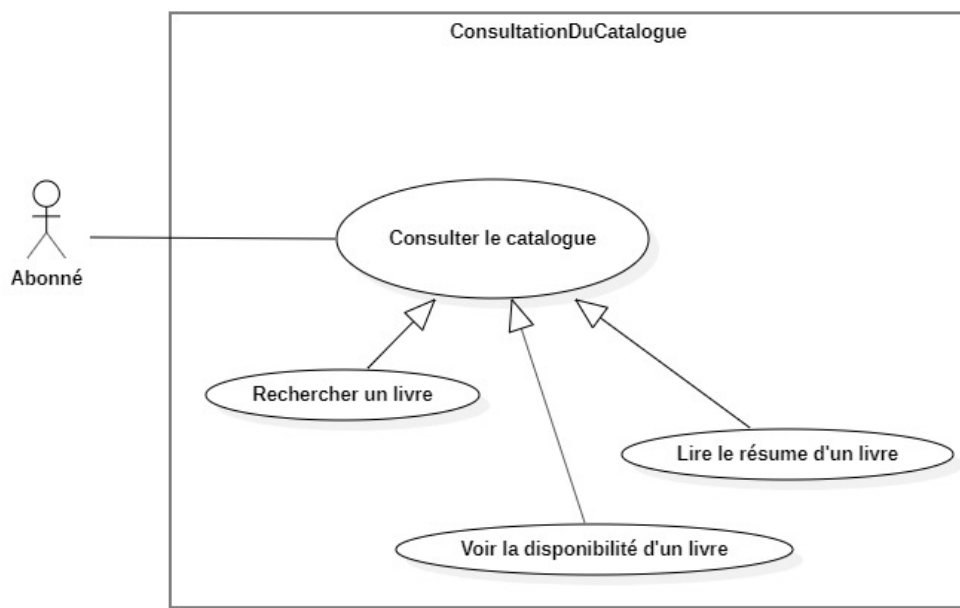 ConsultationDuCatalogue
Abonné
Consulter le catalogue
Rechercher un livre
Lire le résume d'un livre
Voir la disponibilité d'un livre